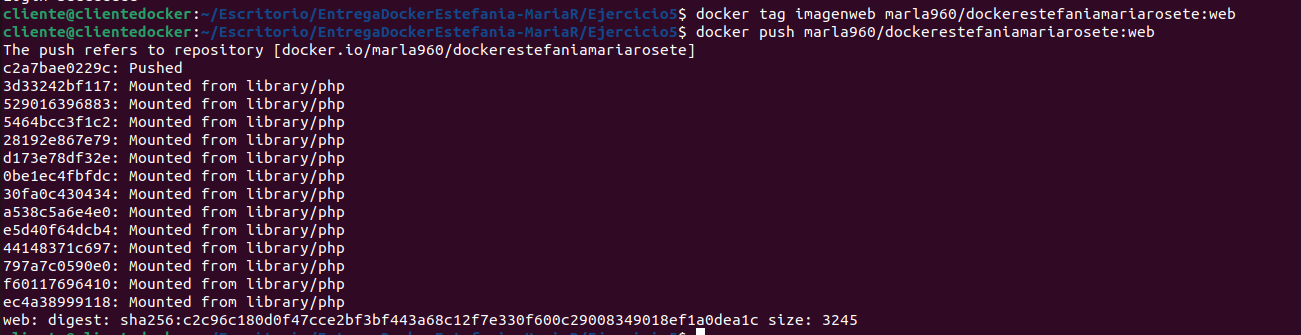 cliente@clientedocker:~/Escritorio/EntregaDockerEstefania-MariaR/Ejercicio5$ docker tag imagenweb marla960/dockerestefaniamariarosete:web
cliente@clientedocker:~/Escritorio/EntregaDockerEstefania-MariaR/Ejercicio5$ docker push marla960/dockerestefaniamariarosete:web
The push refers to repository [docker.io/marla960/dockerestefaniamariarosete]
c2a7bae0229c: Pushed
3d33242bf117: Mounted from library/php
529016396883: Mounted from library/php
5464bcc3f1c2: Mounted from library/php
28192e867e79: Mounted from library/php
d173e78df32e: Mounted from library/php
0be1ec4fbfdc: Mounted from library/php
30fa0c430434: Mounted from library/php
a538c5a6e4e0: Mounted from library/php
e5d40f64dcb4: Mounted from library/php
44148371c697: Mounted from library/php
797a7c0590e0: Mounted from library/php
f60117696410: Mounted from library/php
ec4a38999118: Mounted from library/php
web: digest: sha256:c2c96c180d0f47cce2bf3bf443a68c12f7e330f600c29008349018ef1a0dea1c size: 3245